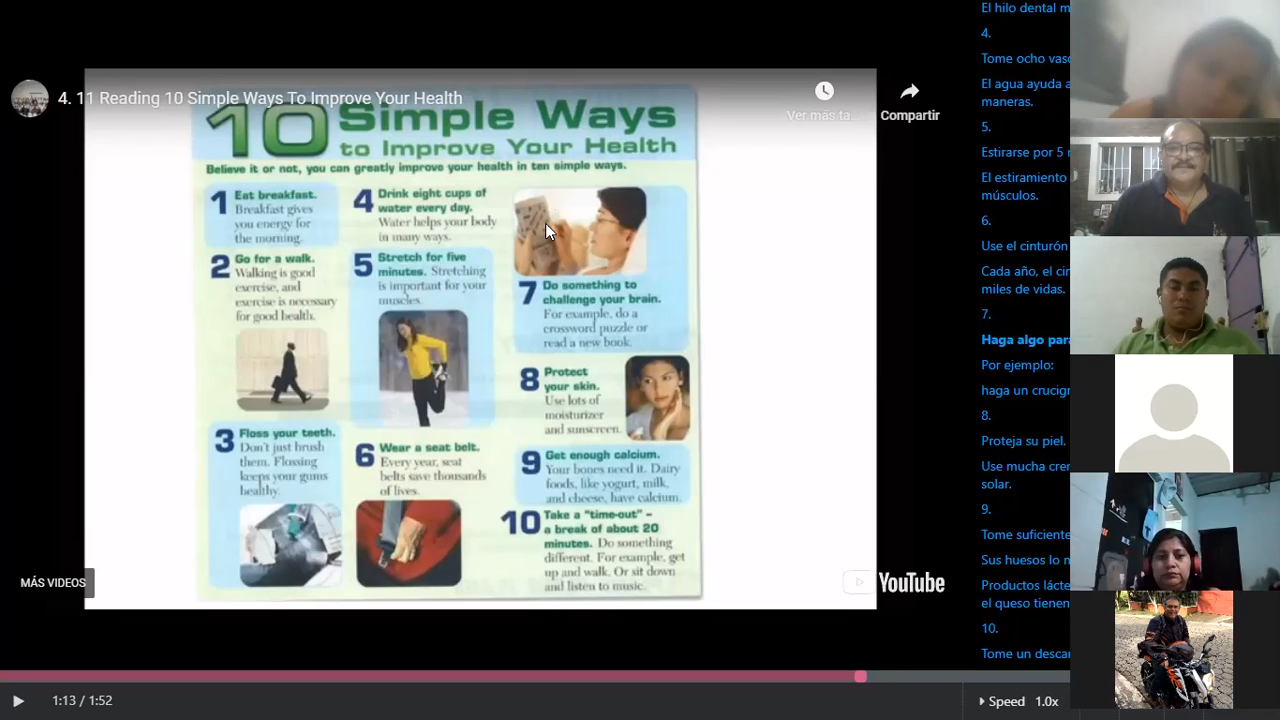 4. 11 Reading 10 Simple Ways To Improve Your Health
Ver más ta...
Compartir
10 Simple Ways
to Improve Your Health
Believe it or not, you can greatly improve your health in ten simple ways.
1 Eat breakfast.
Breakfast gives
you energy for
the morning.
2 Go for a walk.
Walking is good
exercise, and
exercise is necessary
for good health.
3 Floss your teeth.
Don't just brush
them. Flossing
keeps your gums
healthy.
4 Drink eight cups of
water every day.
Water helps your body
in many ways.
5 Stretch for five
minutes. Stretching
is important for your
muscles.
6 Wear a seat belt.
Every year, seat
belts save thousands
of lives.
7 Do something to
challenge your brain.
For example, do a
crossword puzzle or
read a new book.
8 Protect
your skin.
Use lots of
moisturizer
and sunscreen.
9 Get enough calcium.
Your bones need it. Dairy
foods, like yogurt, milk,
and cheese, have calcium.
10 Take a "time-out" –
a break of about 20
minutes. Do something
different. For example, get
up and walk. Or sit down
and listen to music.
MÁS VIDEOS
YouTube
1:13 / 1:52
Speed 1.0x
El hilo dental m
4.
Tome ocho vaso
El agua ayuda a
maneras.
5.
Estirarse por 5 m
El estiramiento
músculos.
6.
Use el cinturón
Cada año, el cin
miles de vidas.
7.
Haga algo para
Por ejemplo:
haga un crucigr
8.
Proteja su piel.
Use mucha crem
solar.
9.
Tome suficiente
Sus huesos lo n
Productos lácte
el queso tienen
10.
Tome un descan